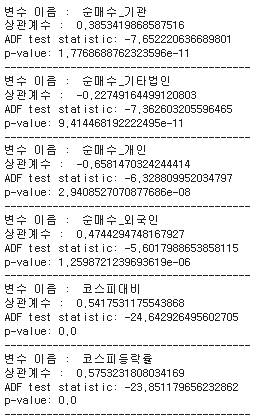 변수 이름 :  순매수_기관
상관계수 :  0.3853419868587516
ADF test statistic: -7.652220636689801
p-value: 1.7768688762323596e-11
----------------------------------
변수 이름 :  순매수_기타법인
상관계수 :  -0.22749164499120803
ADF test statistic: -7.362603205596465
p-value: 9.414468192222495e-11
----------------------------------
변수 이름 :  순매수_개인
상관계수 :  -0.6581470324244414
ADF test statistic: -6.328809952034797
p-value: 2.9408527070877686e-08
----------------------------------
변수 이름 :  순매수_외국인
상관계수 :  0.4744294748167927
ADF test statistic: -5.6017988653858115
p-value: 1.2598721239693619e-06
----------------------------------
변수 이름 :  코스피대비
상관계수 :  0.5417531175543868
ADF test statistic: -24.642926495602705
p-value: 0.0
----------------------------------
변수 이름 :  코스피등락률
상관계수 :  0.5753231808034169
ADF test statistic: -23.851179656232862
p-value: 0.0
----------------------------------